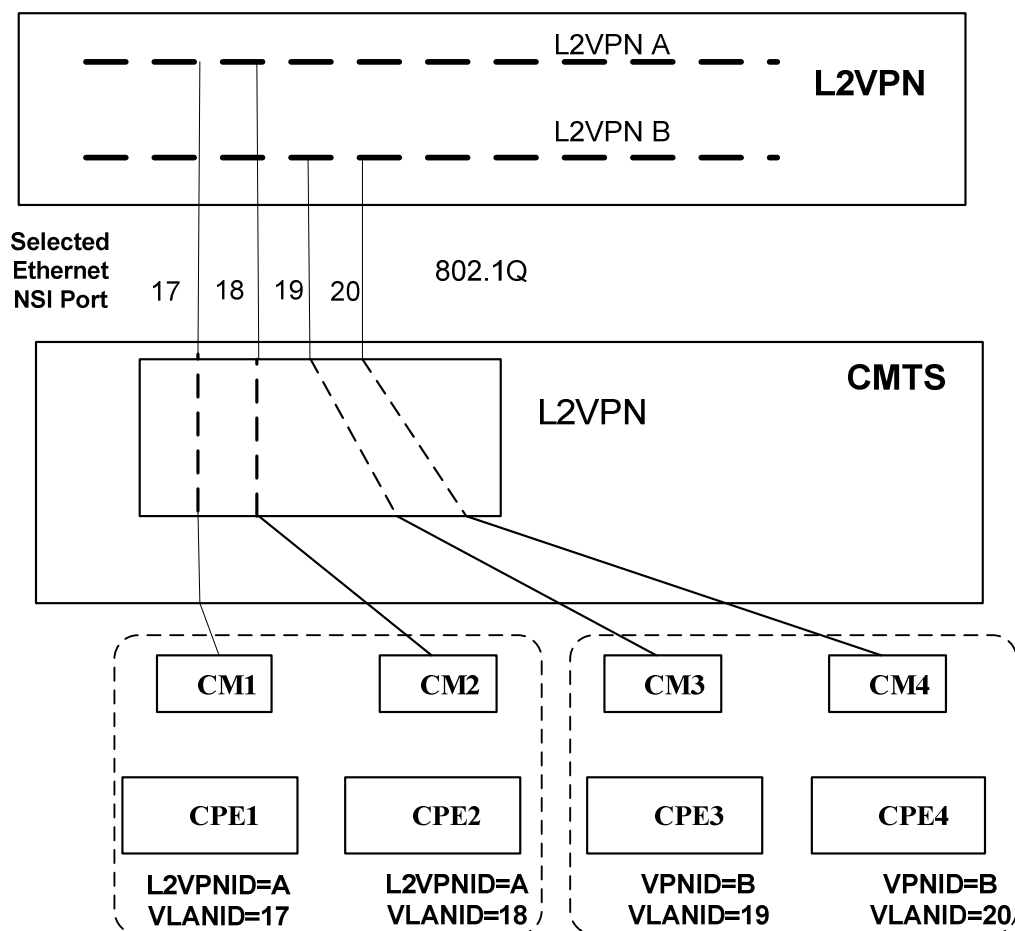 L2VPN A
L2VPN
L2VPN B
Selected
Ethernet
NSI Port
17 18 19 20
802.1Q
CMTS
L2VPN
CM1 CM2 CM3 CM4
CPE1 CPE2 CPE3 CPE4
L2VPNID=A L2VPNID=A VPNID=B VPNID=B
VLANID=17 VLANID=18 VLANID=19 VLANID=20